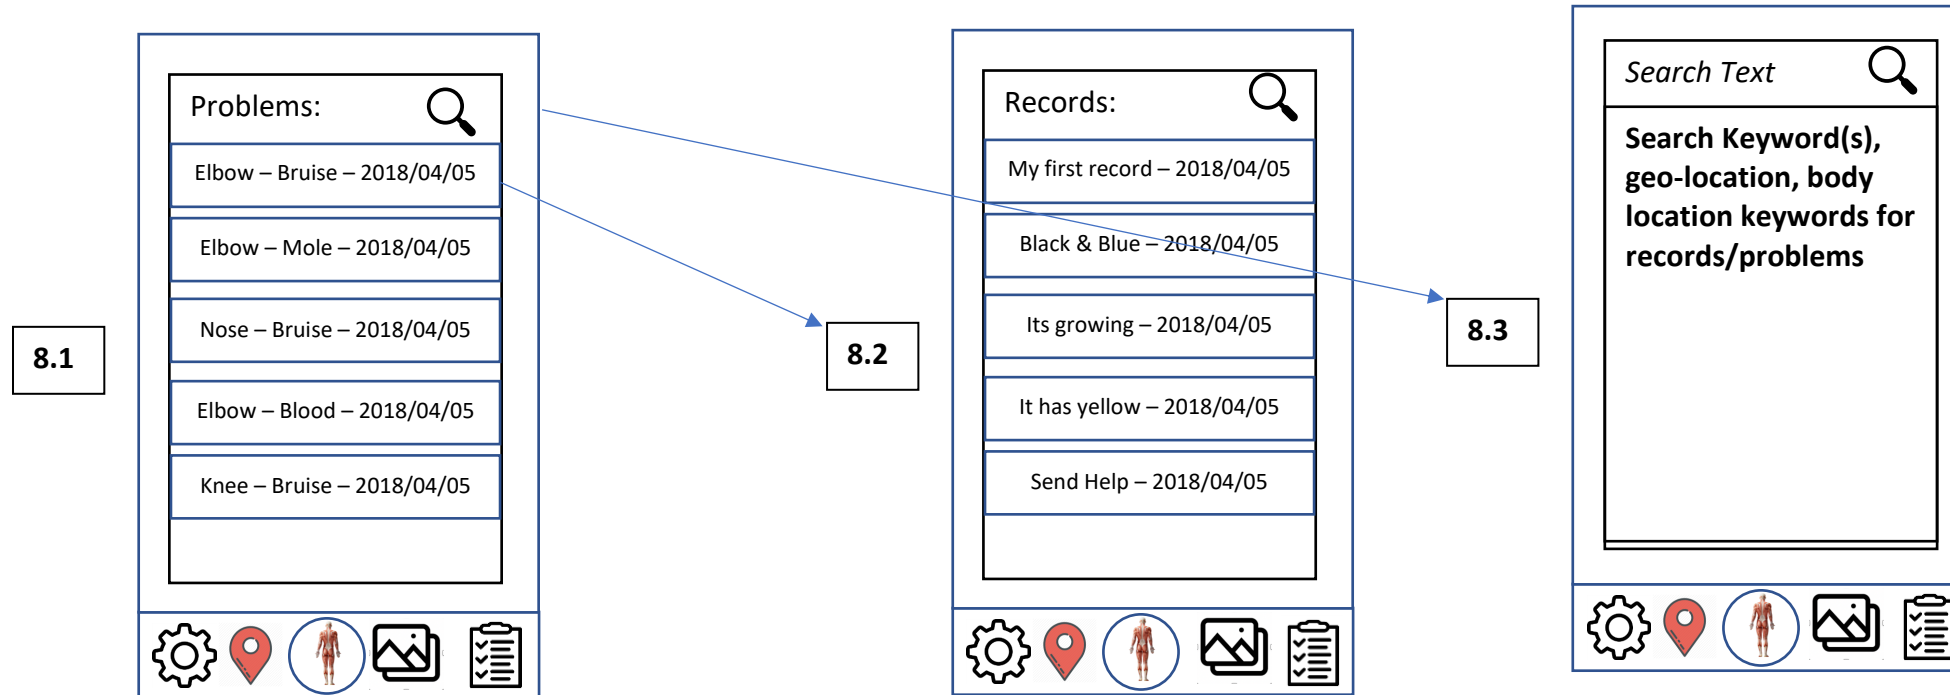 8.1
Problems:
Elbow – Bruise – 2018/04/05
Elbow – Mole – 2018/04/05
Nose – Bruise – 2018/04/05
Elbow – Blood – 2018/04/05
Knee – Bruise – 2018/04/05
8.2
Records:
My first record – 2018/04/05
Black & Blue – 2018/04/05
Its growing – 2018/04/05
It has yellow – 2018/04/05
Send Help – 2018/04/05
8.3
Search Text
Search Keyword(s),
geo-location, body
location keywords for
records/problems